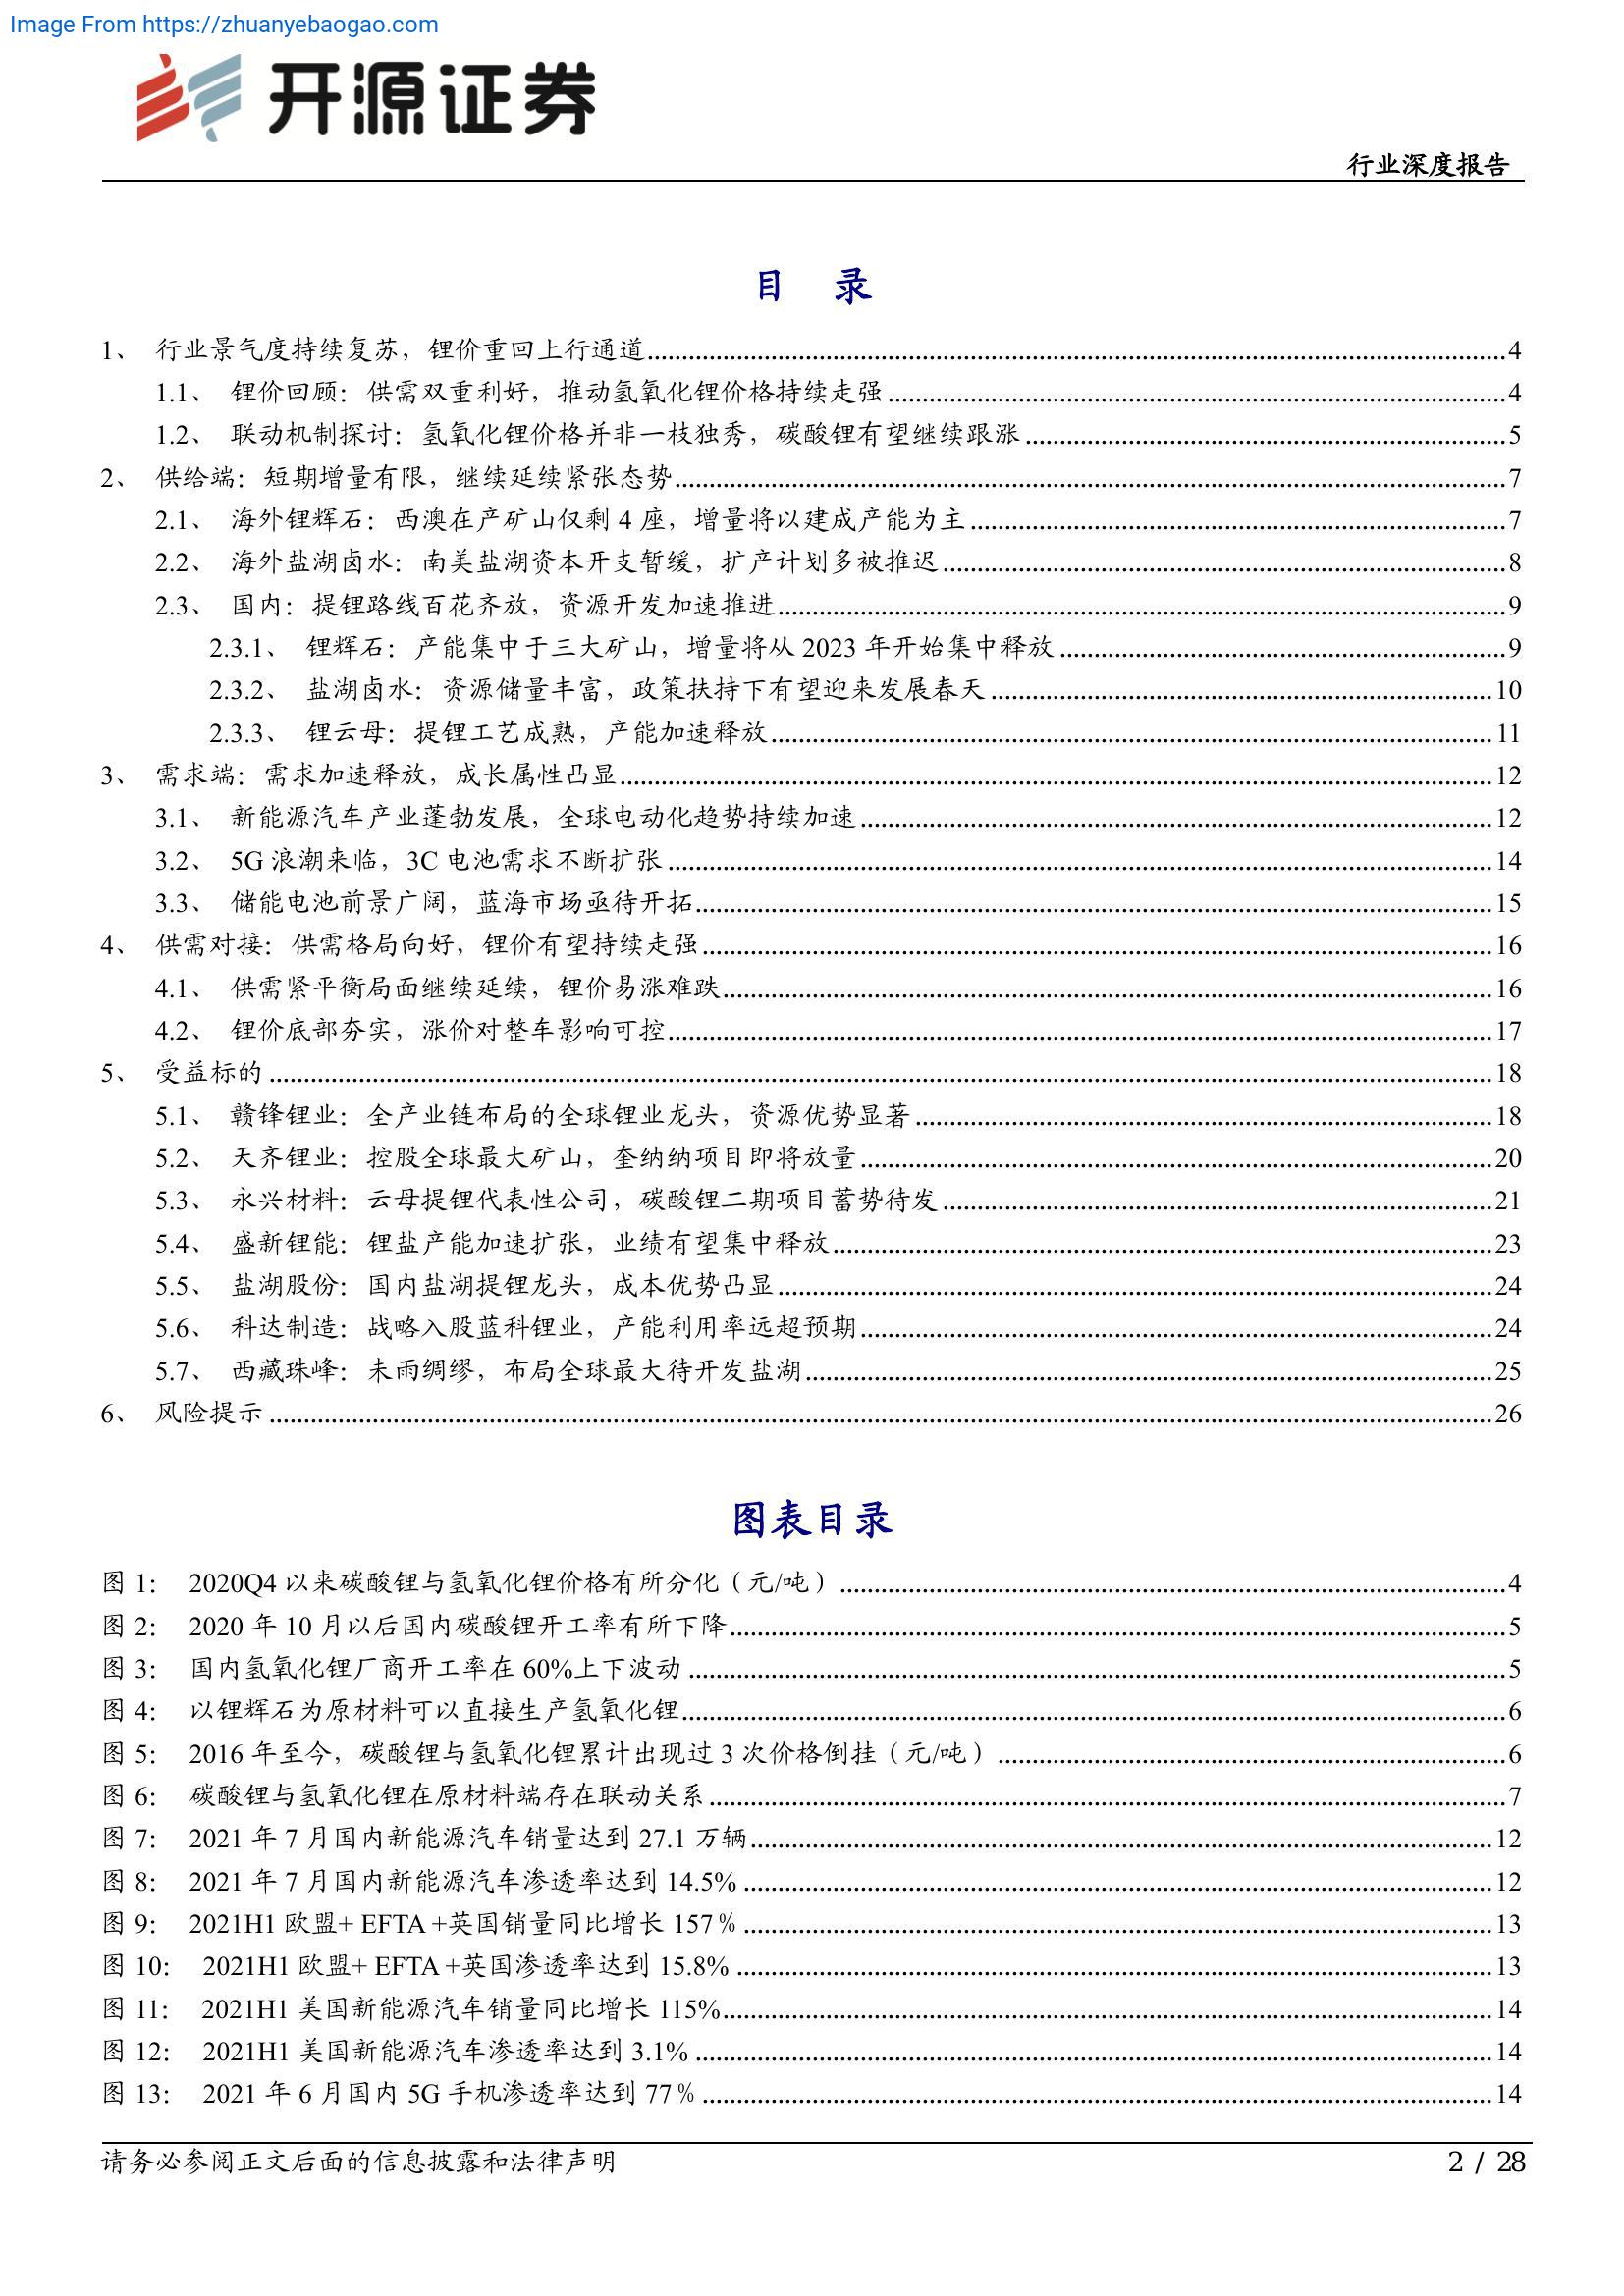 Image From https://zhuanyebaogao.com
开源证券
行业深度报告
目 录
1、 行业景气度持续复苏，锂价重回上行通道 4
1.1、 锂价回顾：供需双重利好，推动氢氧化锂价格持续走强 4
1.2、 联动机制探讨：氢氧化锂价格并非一枝独秀，碳酸锂有望继续跟涨 5
2、 供给端：短期增量有限，继续延续紧张态势 7
2.1、 海外锂辉石：西澳在产矿山仅剩 4 座，增量将以建成产能为主 7
2.2、 海外盐湖卤水：南美盐湖资本开支暂缓，扩产计划多被推迟 8
2.3、 国内：提锂路线百花齐放，资源开发加速推进 9
2.3.1、 锂辉石：产能集中于三大矿山，增量将从 2023 年开始集中释放 9
2.3.2、 盐湖卤水：资源储量丰富，政策扶持下有望迎来发展春天 10
2.3.3、 锂云母：提锂工艺成熟，产能加速释放 11
3、 需求端：需求加速释放，成长属性凸显 12
3.1、 新能源汽车产业蓬勃发展，全球电动化趋势持续加速 12
3.2、 5G 浪潮来临，3C 电池需求不断扩张 14
3.3、 储能电池前景广阔，蓝海市场亟待开拓 15
4、 供需对接：供需格局向好，锂价有望持续走强 16
4.1、 供需紧平衡局面继续延续，锂价易涨难跌 16
4.2、 锂价底部夯实，涨价对整车影响可控 17
5、 受益标的 18
5.1、 赣锋锂业：全产业链布局的全球锂业龙头，资源优势显著 18
5.2、 天齐锂业：控股全球最大矿山，奎纳纳项目即将放量 20
5.3、 永兴材料：云母提锂代表性公司，碳酸锂二期项目蓄势待发 21
5.4、 盛新锂能：锂盐产能加速扩张，业绩有望集中释放 23
5.5、 盐湖股份：国内盐湖提锂龙头，成本优势凸显 24
5.6、 科达制造：战略入股蓝科锂业，产能利用率远超预期 24
5.7、 西藏珠峰：未雨绸缪，布局全球最大待开发盐湖 25
6、 风险提示 26
图表目录
图 1： 2020Q4 以来碳酸锂与氢氧化锂价格有所分化（元/吨） 4
图 2： 2020 年 10 月以后国内碳酸锂开工率有所下降 5
图 3： 国内氢氧化锂厂商开工率在 60%上下波动 5
图 4： 以锂辉石为原材料可以直接生产氢氧化锂 6
图 5： 2016 年至今，碳酸锂与氢氧化锂累计出现过 3 次价格倒挂（元/吨） 6
图 6： 碳酸锂与氢氧化锂在原材料端存在联动关系 7
图 7： 2021 年 7 月国内新能源汽车销量达到 27.1 万辆 12
图 8： 2021 年 7 月国内新能源汽车渗透率达到 14.5% 12
图 9： 2021H1 欧盟+ EFTA +英国销量同比增长 157% 13
图 10： 2021H1 欧盟+ EFTA +英国渗透率达到 15.8% 13
图 11： 2021H1 美国新能源汽车销量同比增长 115% 14
图 12： 2021H1 美国新能源汽车渗透率达到 3.1% 14
图 13： 2021 年 6 月国内 5G 手机渗透率达到 77% 14
请务必参阅正文后面的信息披露和法律声明 2 / 28